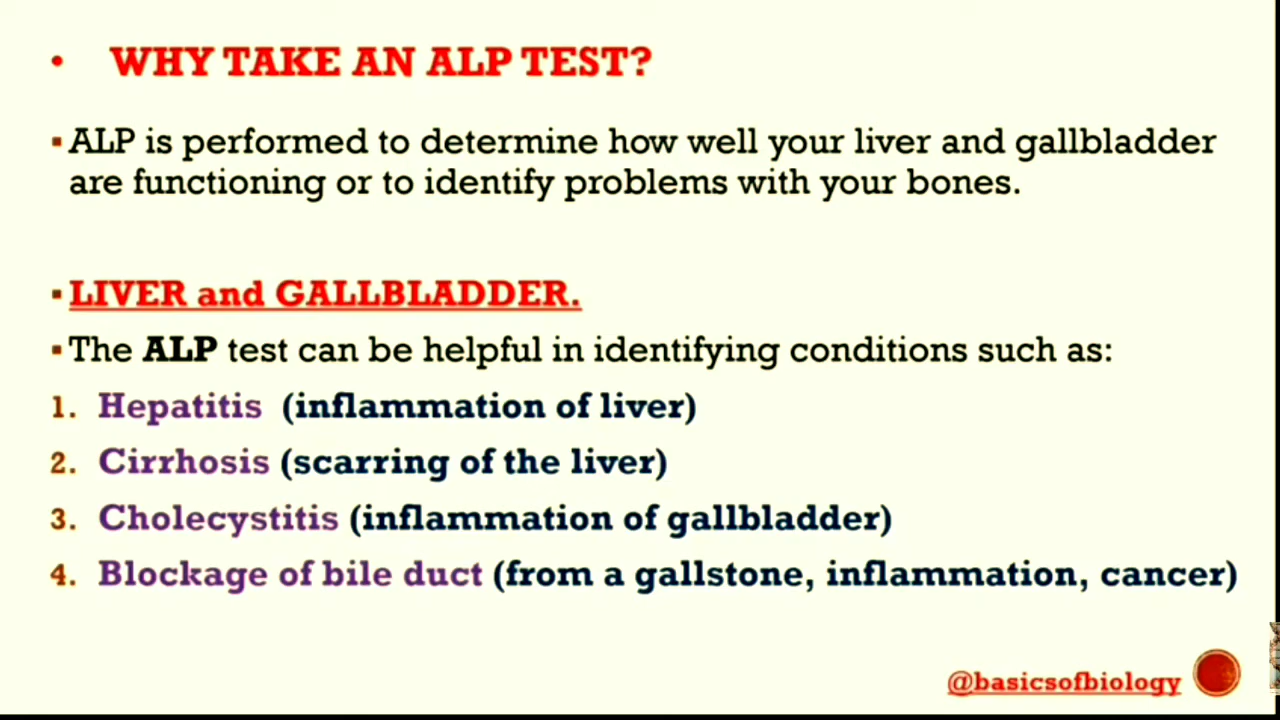 • WHY TAKE AN ALP TEST?
▪ ALP is performed to determine how well your liver and gallbladder
are functioning or to identify problems with your bones.
▪ LIVER and GALLBLADDER.
▪ The ALP test can be helpful in identifying conditions such as:
1. Hepatitis (inflammation of liver)
2. Cirrhosis (scarring of the liver)
3. Cholecystitis (inflammation of gallbladder)
4. Blockage of bile duct (from a gallstone, inflammation, cancer)
@basicsofbiology